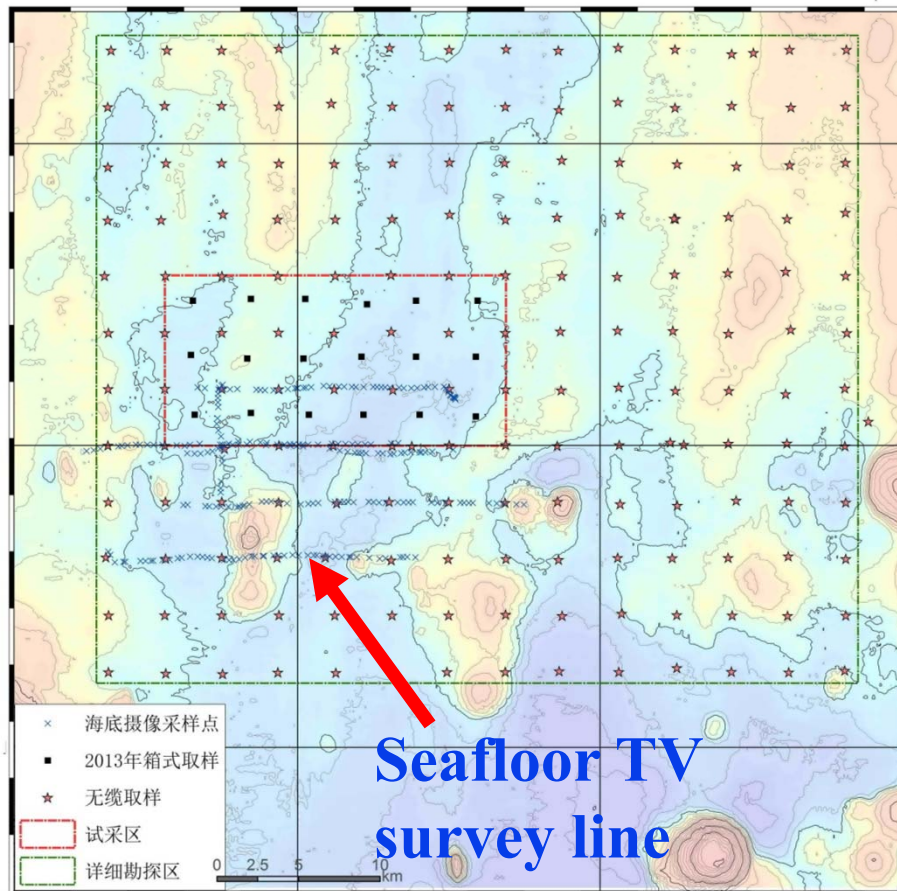 海底摄像采样点
2013年箱式取样
无缆取样
试采区
详细勘探区
0 2.5 5 10
km
Seafloor TV
survey line